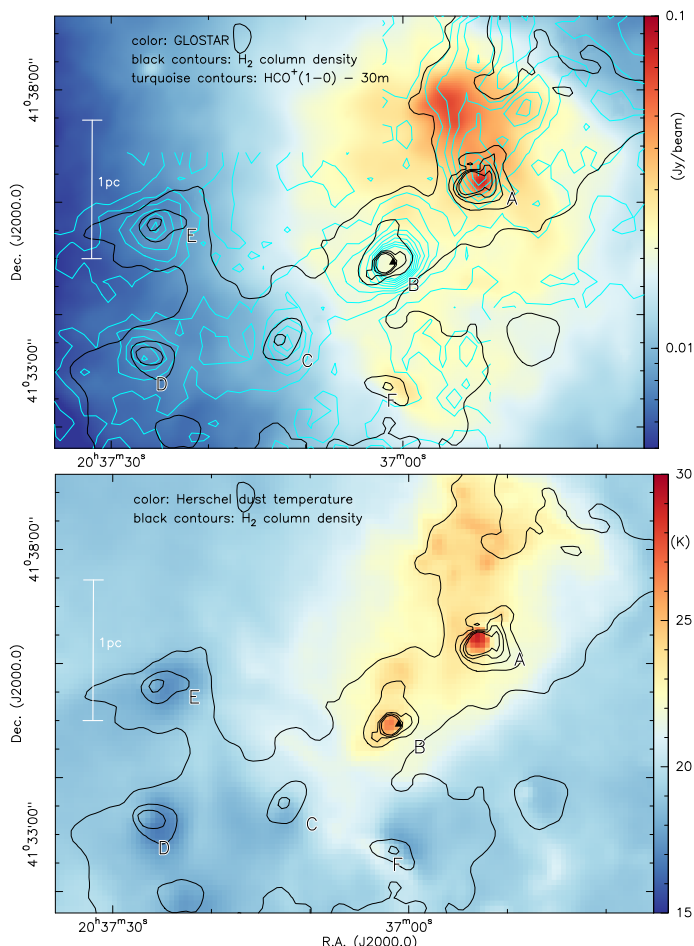 color: GLOSTAR
black contours: H₂ column density
turquoise contours: HCO⁺(1-0) - 30m
0.1
41°38'00"
(Jy/beam)
1pc
A
E
Dec. (J2000.0)
B
0.01
C
41°33'00"
D
F
20ʰ37ᵐ30ˢ
37ᵐ00ˢ
color: Herschel dust temperature
black contours: H₂ column density
30
41°38'00"
(K)
25
1pc
A
E
Dec. (J2000.0)
B
20
C
41°33'00"
D
F
15
20ʰ37ᵐ30ˢ
37ᵐ00ˢ
R.A. (J2000.0)